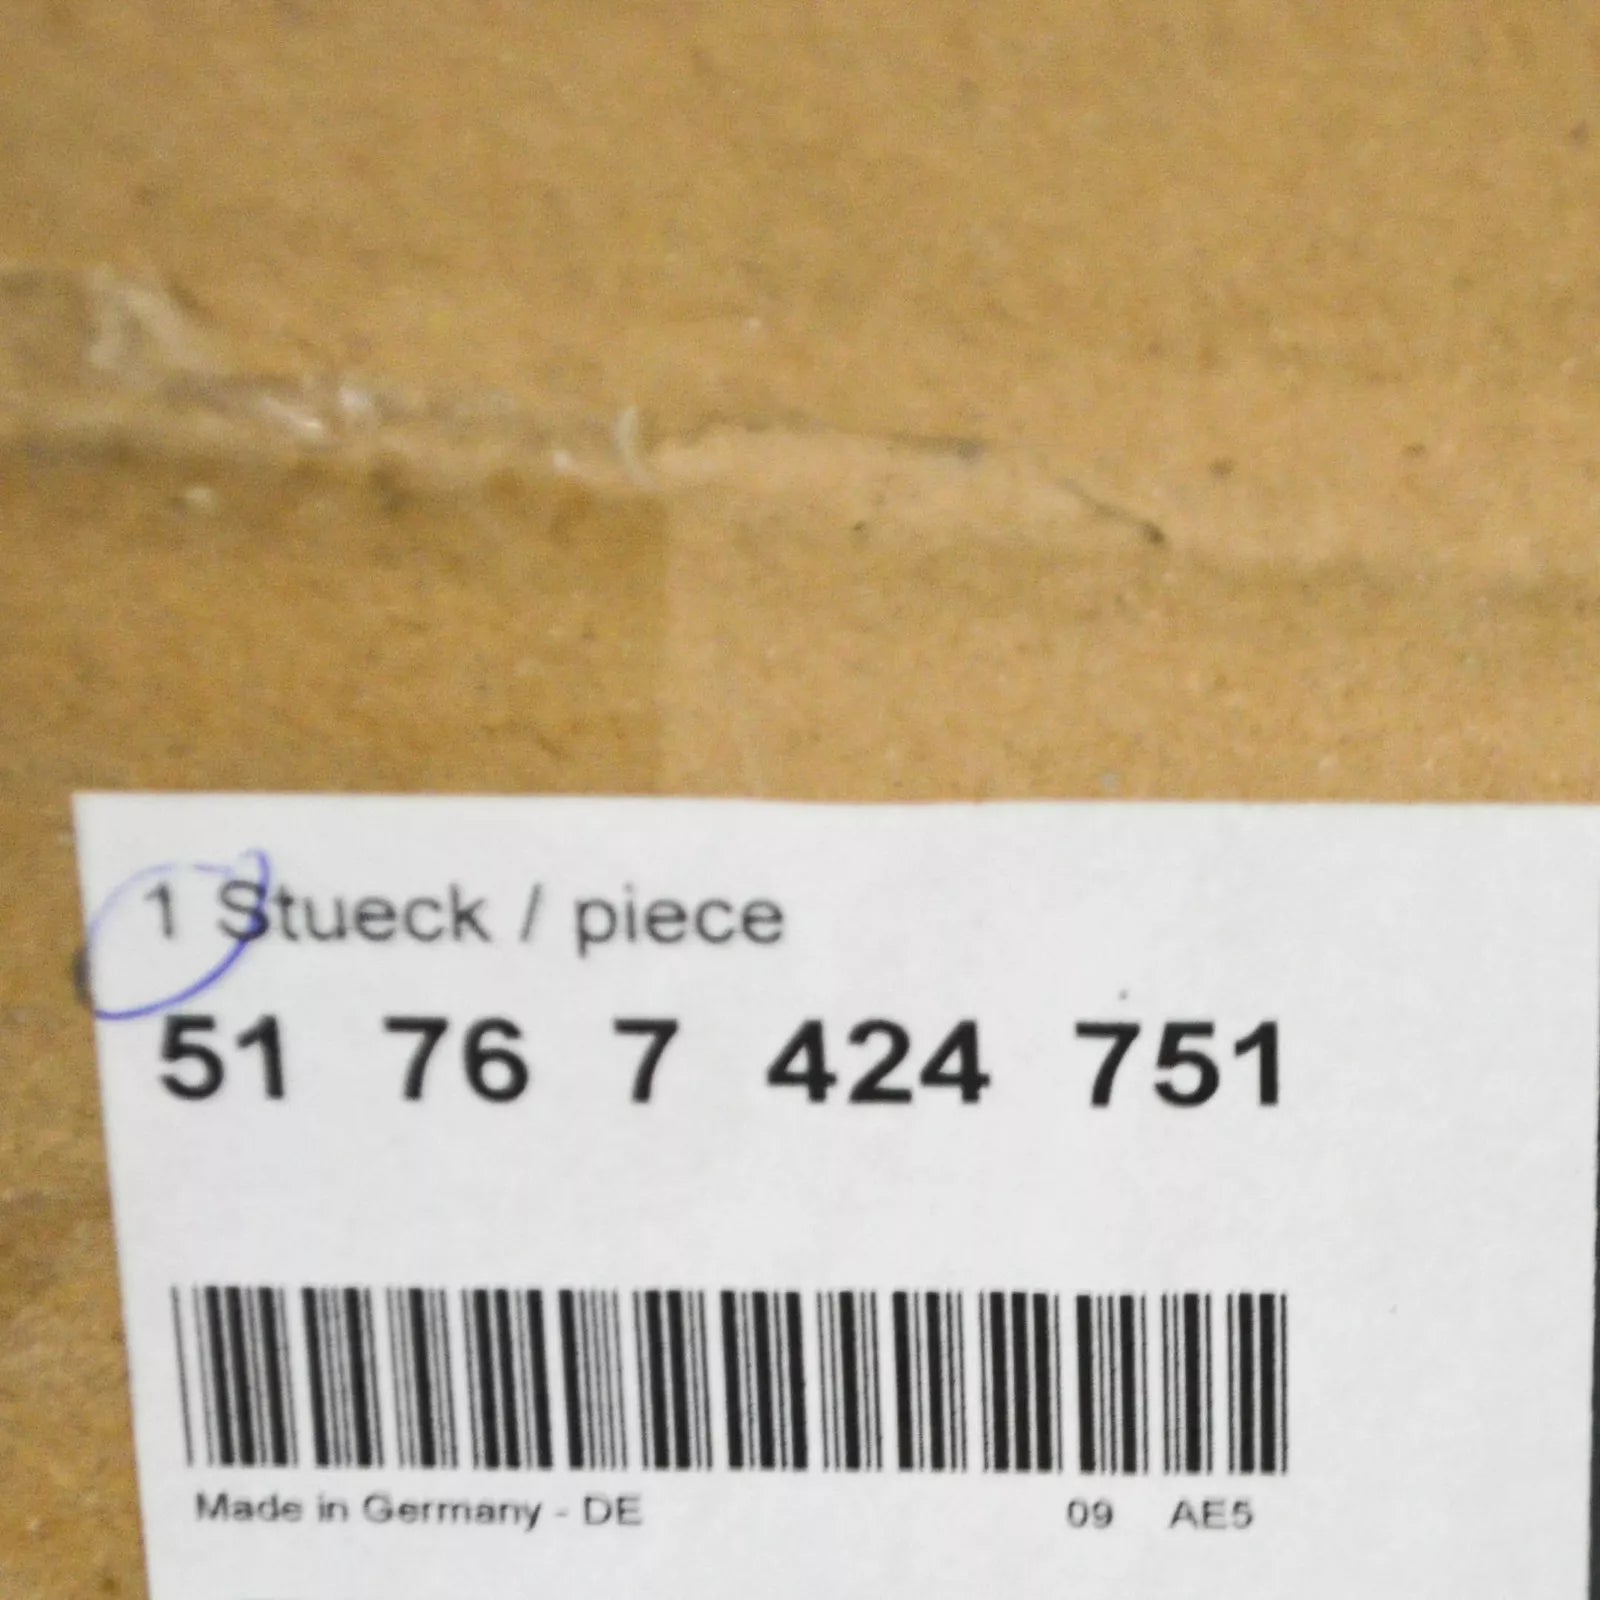 1 Stueck / piece
51 76 7 424 751
Made in Germany - DE 09 AE5